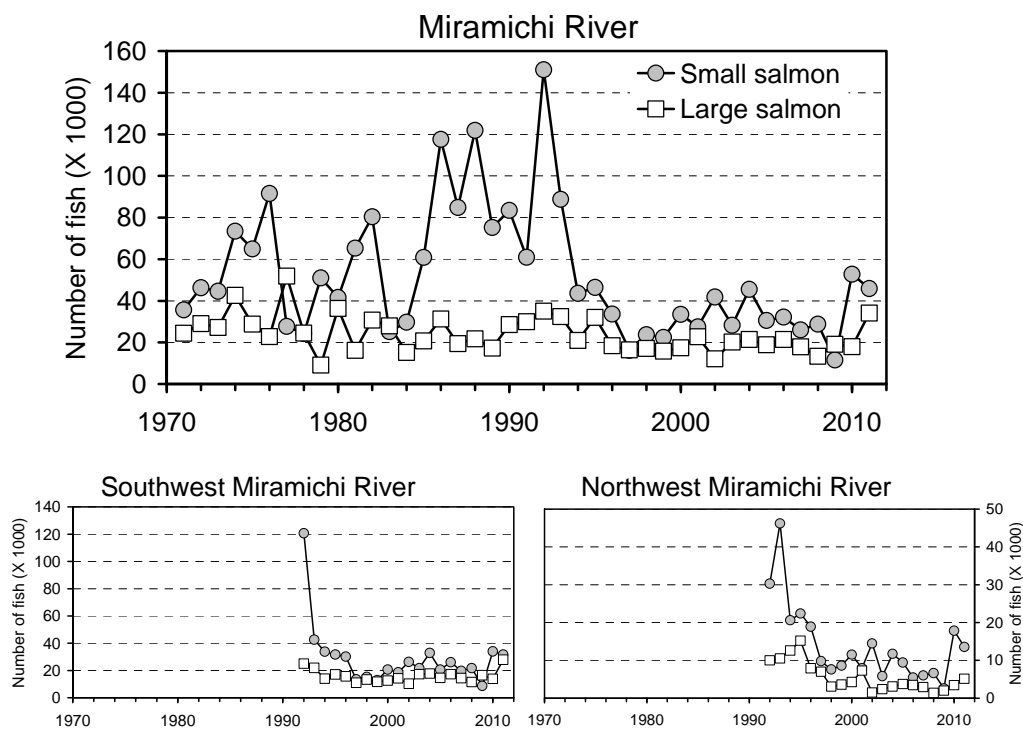 Miramichi River
Number of fish (X 1000)
160
140
120
100
80
60
40
20
0
Small salmon
Large salmon
1970 1980 1990 2000 2010
Southwest Miramichi River
Number of fish (X 1000)
140
120
100
80
60
40
20
0
1970 1980 1990 2000 2010
Northwest Miramichi River
50
40
30
20
10
0
Number of fish (X 1000)
1970 1980 1990 2000 2010